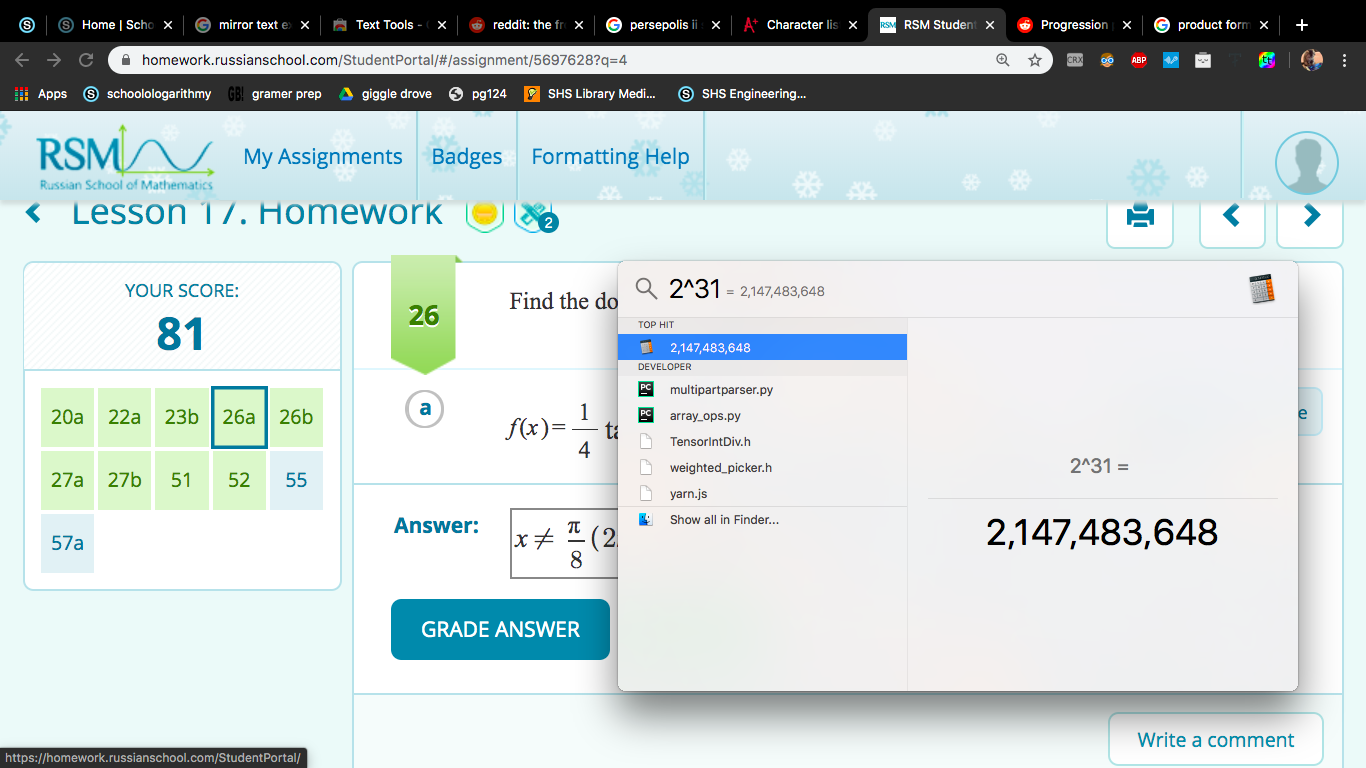 Home | Scho
mirror text e
Text Tools -
reddit: the fr
persepolis ii
Character lis
RSM Student
Progression
product form
homework.russianschool.com/StudentPortal/#/assignment/5697628?q=4
CRX
ABP
Apps
schoolologarithmy
GB!
gramer prep
giggle drove
pg124
SHS Library Medi...
SHS Engineering...
RSM
Russian School of Mathematics
My Assignments
Badges
Formatting Help
Lesson 17. Homework
2
YOUR SCORE:
81
20a 22a 23b 26a 26b
27a 27b 51 52 55
57a
26
Find the do
a
f(x)= 1/4 ta
e
Answer:
x≠ π/8 (2
GRADE ANSWER
Write a comment
2^31 = 2,147,483,648
TOP HIT
2,147,483,648
DEVELOPER
multipartparser.py
array_ops.py
TensorIntDiv.h
weighted_picker.h
yarn.js
Show all in Finder...
2^31 =
2,147,483,648
https://homework.russianschool.com/StudentPortal/